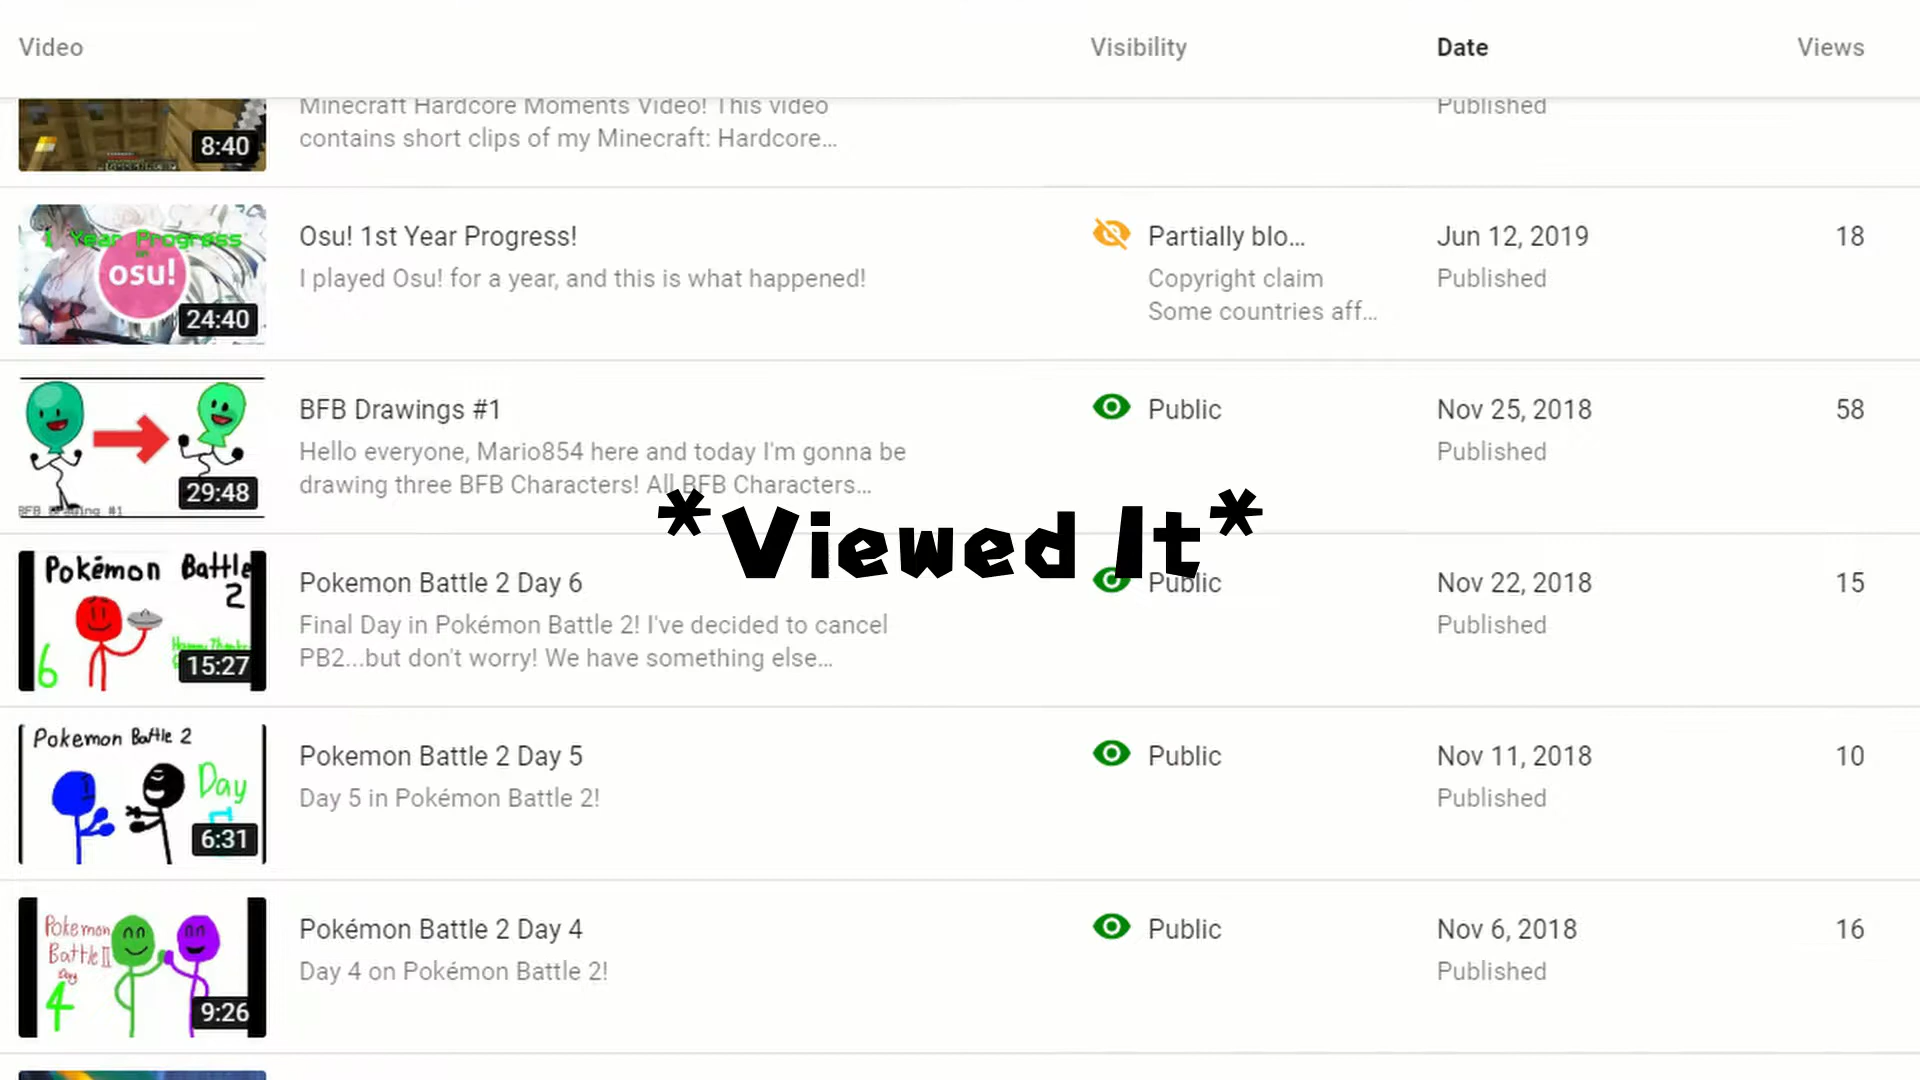 Video Visibility Date Views
Minecraft Hardcore Moments Video! This video Published
contains short clips of my Minecraft: Hardcore...
8:40
1 Year Progress
on
osu!
24:40
Osu! 1st Year Progress! Partially blo... Jun 12, 2019 18
I played Osu! for a year, and this is what happened! Copyright claim Published
Some countries aff...
BFB Drawings #1 Public Nov 25, 2018 58
Hello everyone, Mario854 here and today I'm gonna be Published
drawing three BFB Characters! All BFB Characters...
29:48
BFB Drawing #1
*Viewed It*
Pokémon Battle
2
6
15:27
Pokemon Battle 2 Day 6 Public Nov 22, 2018 15
Final Day in Pokémon Battle 2! I've decided to cancel Published
PB2...but don't worry! We have something else...
Pokemon Battle 2
Day
6:31
Pokemon Battle 2 Day 5 Public Nov 11, 2018 10
Day 5 in Pokémon Battle 2! Published
Pokemon
Battle II
Day
4
9:26
Pokémon Battle 2 Day 4 Public Nov 6, 2018 16
Day 4 on Pokémon Battle 2! Published